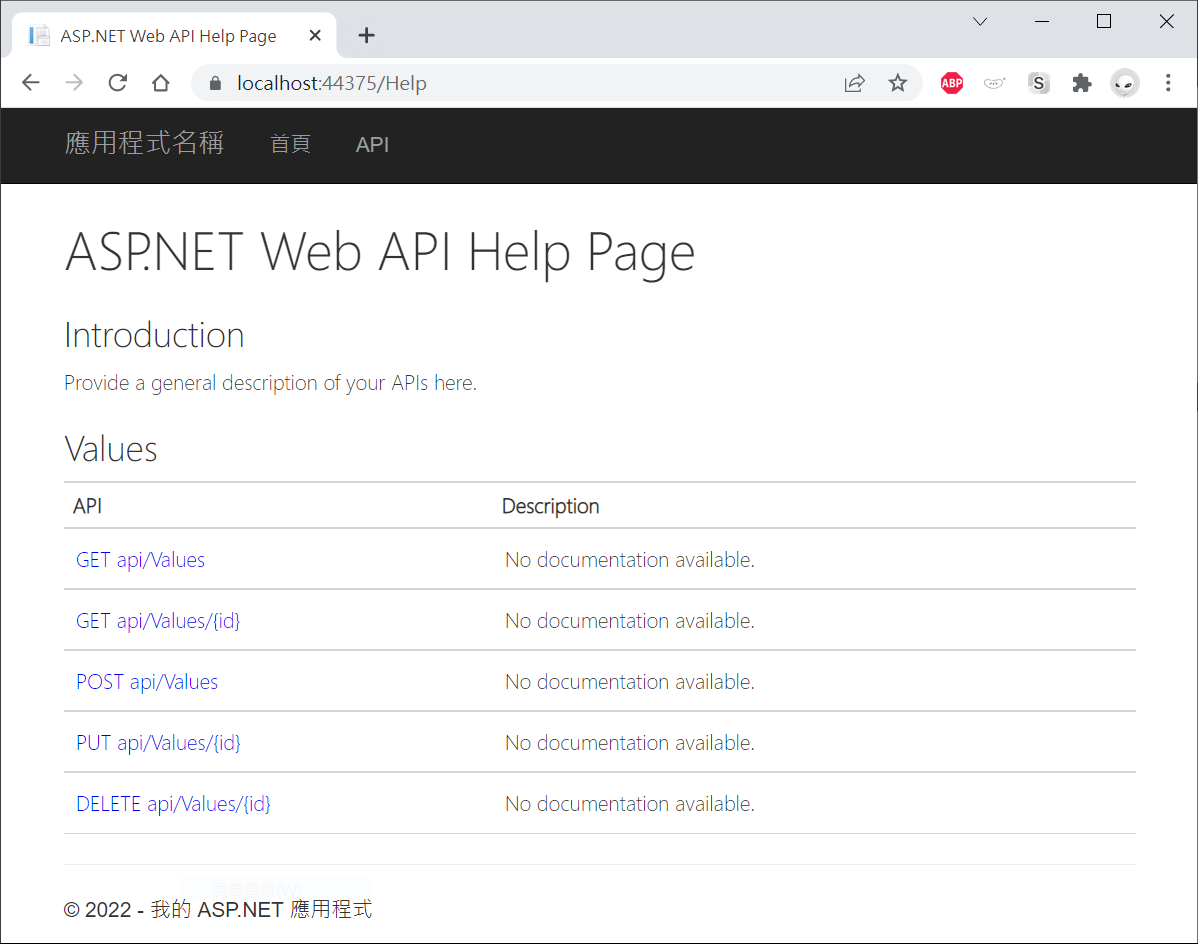 ASP.NET Web API Help Page
localhost:44375/Help
ABP
S
應用程式名稱 首頁 API
ASP.NET Web API Help Page
Introduction
Provide a general description of your APIs here.
Values
API Description
GET api/Values No documentation available.
GET api/Values/{id} No documentation available.
POST api/Values No documentation available.
PUT api/Values/{id} No documentation available.
DELETE api/Values/{id} No documentation available.
© 2022 - 我的 ASP.NET 應用程式